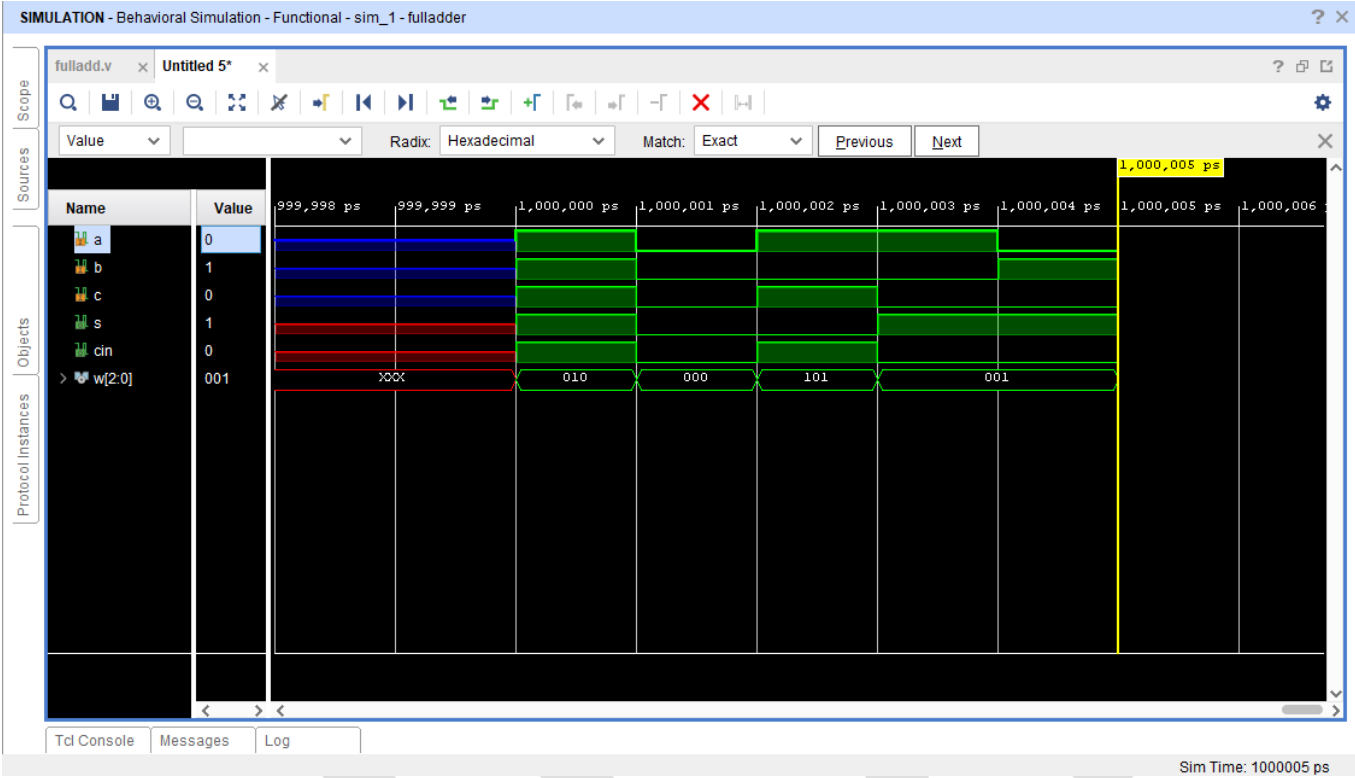 SIMULATION - Behavioral Simulation - Functional - sim_1 - fulladder
Scope
Sources
Objects
Protocol Instances
fulladd.v Untitled 5*
Value Radix: Hexadecimal Match: Exact Previous Next
1,000,005 ps
Name Value 999,998 ps 999,999 ps 1,000,000 ps 1,000,001 ps 1,000,002 ps 1,000,003 ps 1,000,004 ps 1,000,005 ps 1,000,006
a 0
b 1
c 0
s 1
cin 0
w[2:0] 001 XXX 010 000 101 001
Tcl Console Messages Log
Sim Time: 1000005 ps